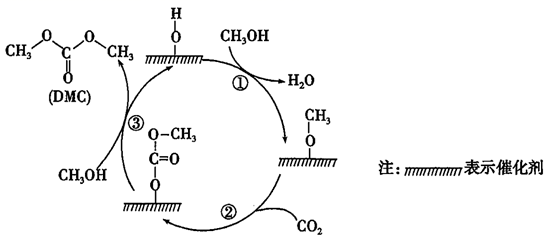 H
O
CH₃OH
①
H₂O
CH₃
O
②
CO₂
O—CH₃
C=O
O
③
CH₃OH
CH₃ O C O CH₃
O
(DMC)
注: 表示催化剂